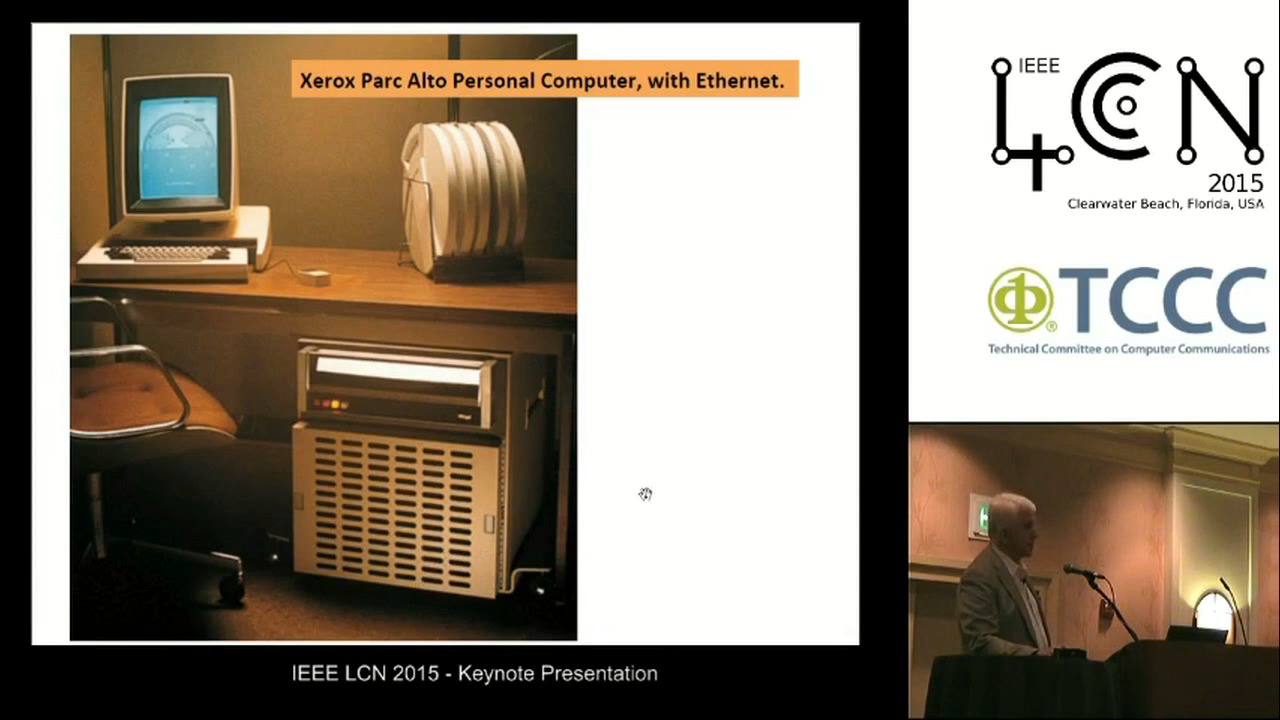 Xerox Parc Alto Personal Computer, with Ethernet.
IEEE LCN 2015 - Keynote Presentation
IEEE
LCN
2015
Clearwater Beach, Florida, USA
TCCC
®
Technical Committee on Computer Communications